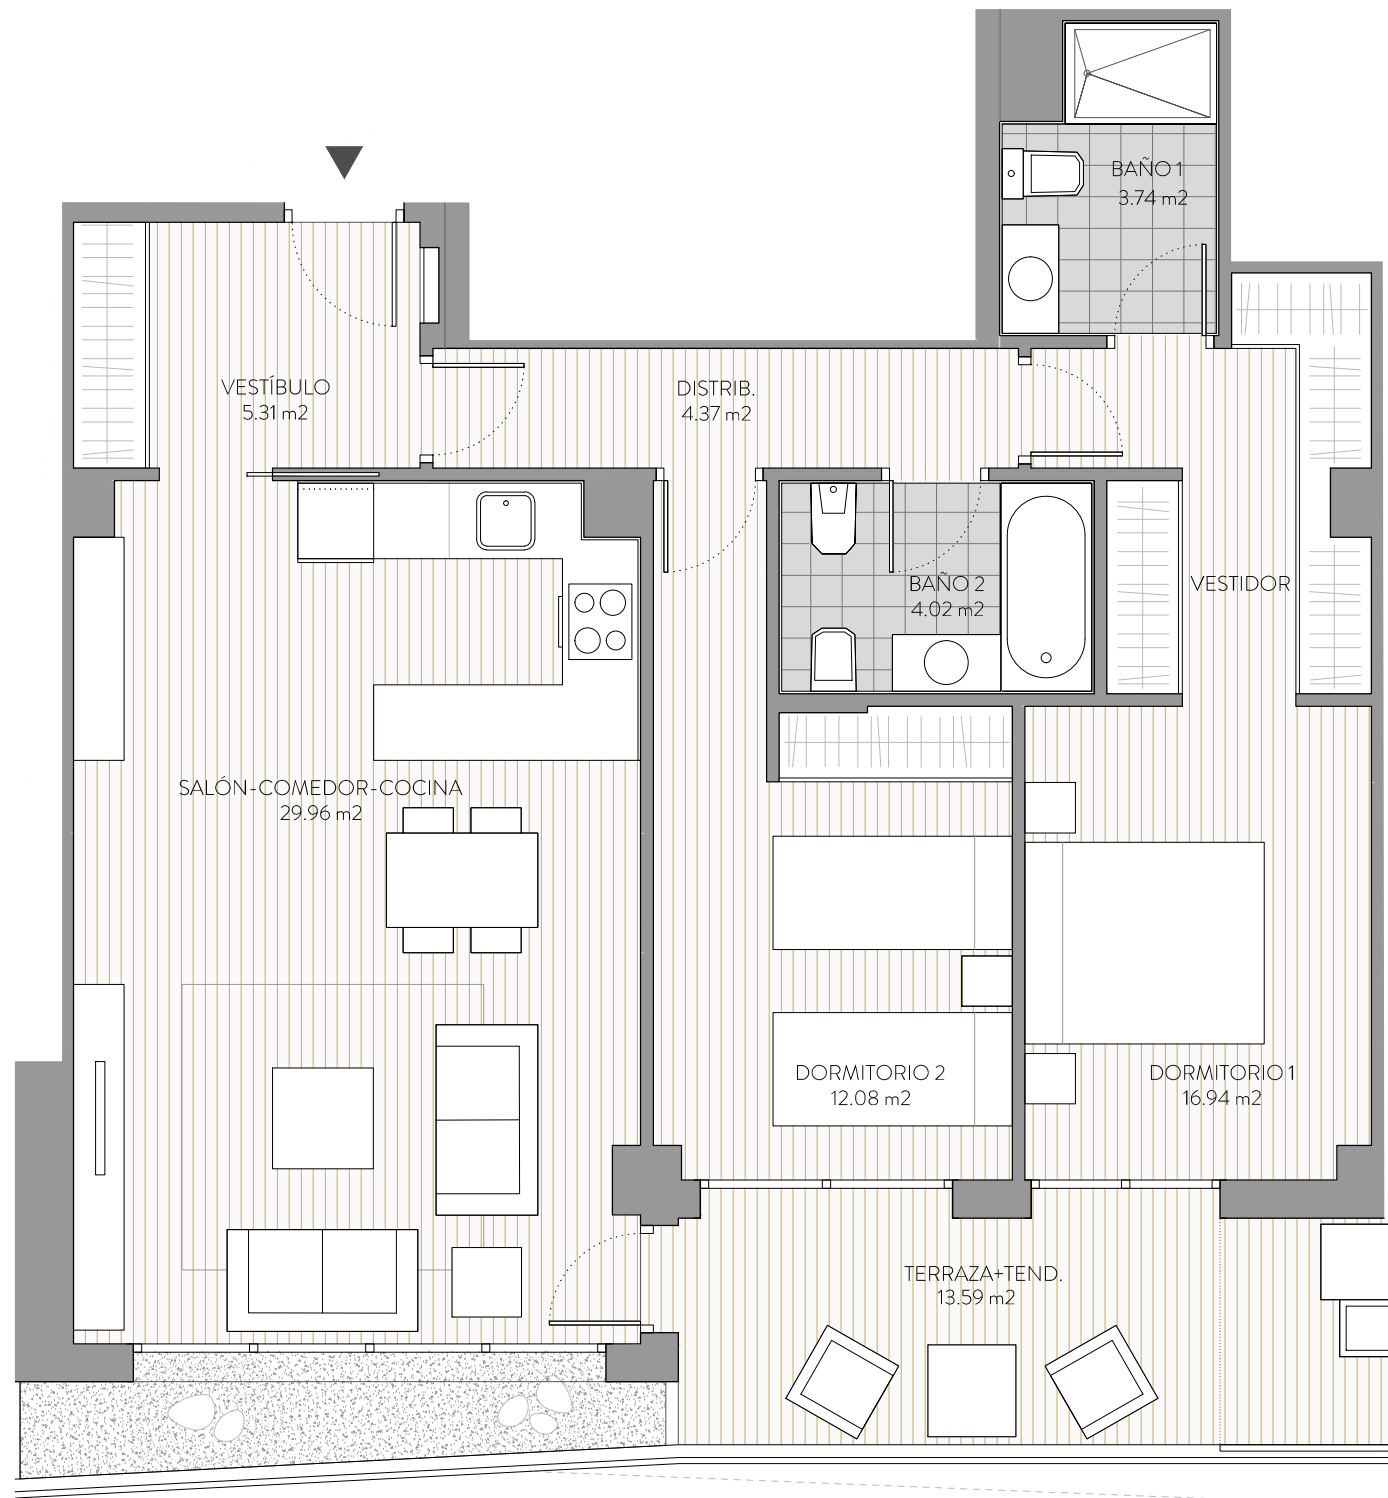 BAÑO 1
3.74 m2
VESTÍBULO
5.31 m2
DISTRIB.
4.37 m2
BAÑO 2
4.02 m2
VESTIDOR
SALÓN-COMEDOR-COCINA
29.96 m2
DORMITORIO 2
12.08 m2
DORMITORIO 1
16.94 m2
TERRAZA+TEND.
13.59 m2